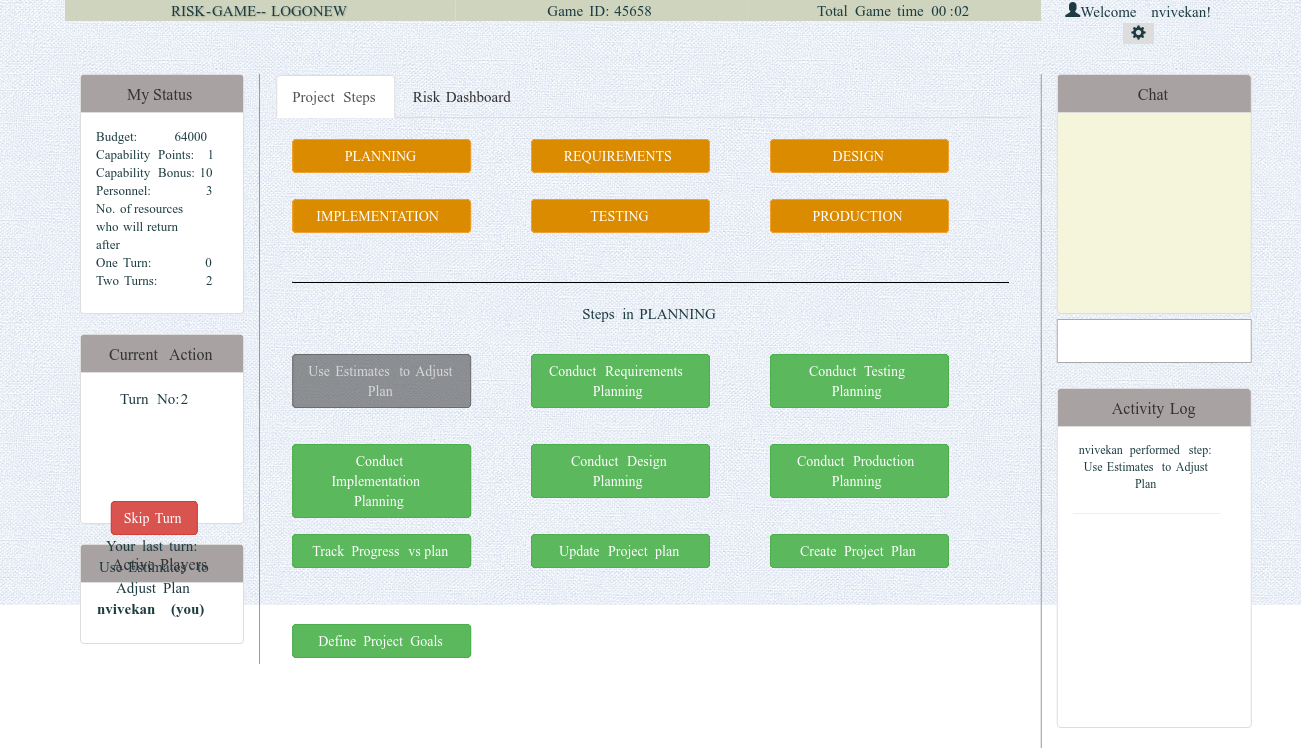 RISK-GAME-- LOGONEW
Game ID: 45658
Total Game time 00 :02
Welcome nvivekan!
My Status
Budget: 64000
Capability Points: 1
Capability Bonus: 10
Personnel: 3
No. of resources
who will return
after
One Turn: 0
Two Turns: 2
Current Action
Turn No:2
Skip Turn
Your last turn:
Use Estimates to
Adjust Plan
Active Players
nvivekan (you)
Project Steps
Risk Dashboard
PLANNING
REQUIREMENTS
DESIGN
IMPLEMENTATION
TESTING
PRODUCTION
Steps in PLANNING
Use Estimates to Adjust
Plan
Conduct Requirements
Planning
Conduct Testing
Planning
Conduct
Implementation
Planning
Conduct Design
Planning
Conduct Production
Planning
Track Progress vs plan
Update Project plan
Create Project Plan
Define Project Goals
Chat
Activity Log
nvivekan performed step:
Use Estimates to Adjust
Plan